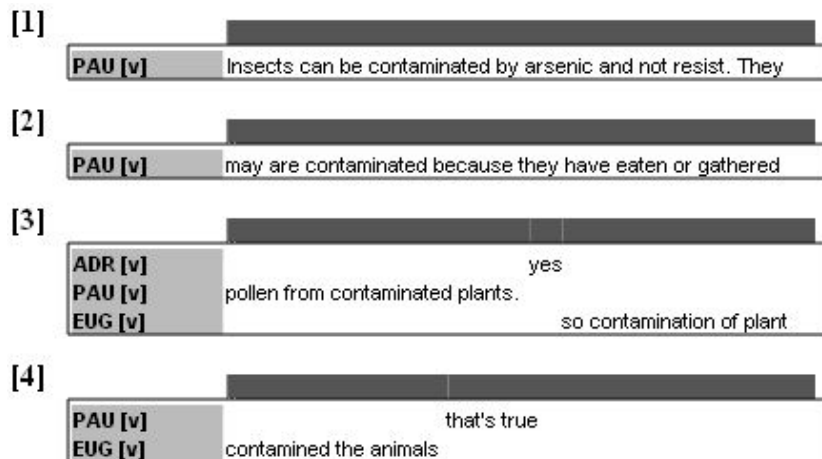 [1]
PAU [v] Insects can be contaminated by arsenic and not resist. They
[2]
PAU [v] may are contaminated because they have eaten or gathered
[3]
ADR [v] yes
PAU [v] pollen from contaminated plants.
EUG [v] so contamination of plant
[4]
PAU [v] that's true
EUG [v] contamined the animals